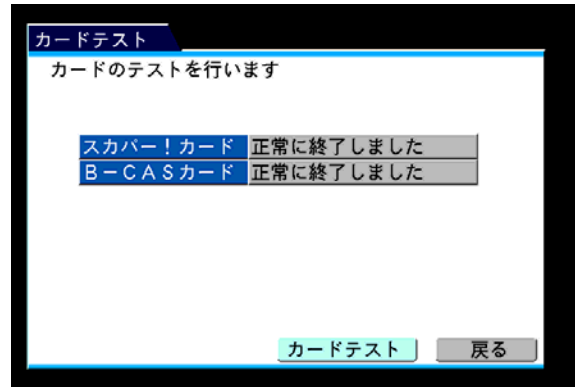 カードテスト
カードのテストを行います
スカパー！カード 正常に終了しました
Ｂ－ＣＡＳカード 正常に終了しました
カードテスト 戻る